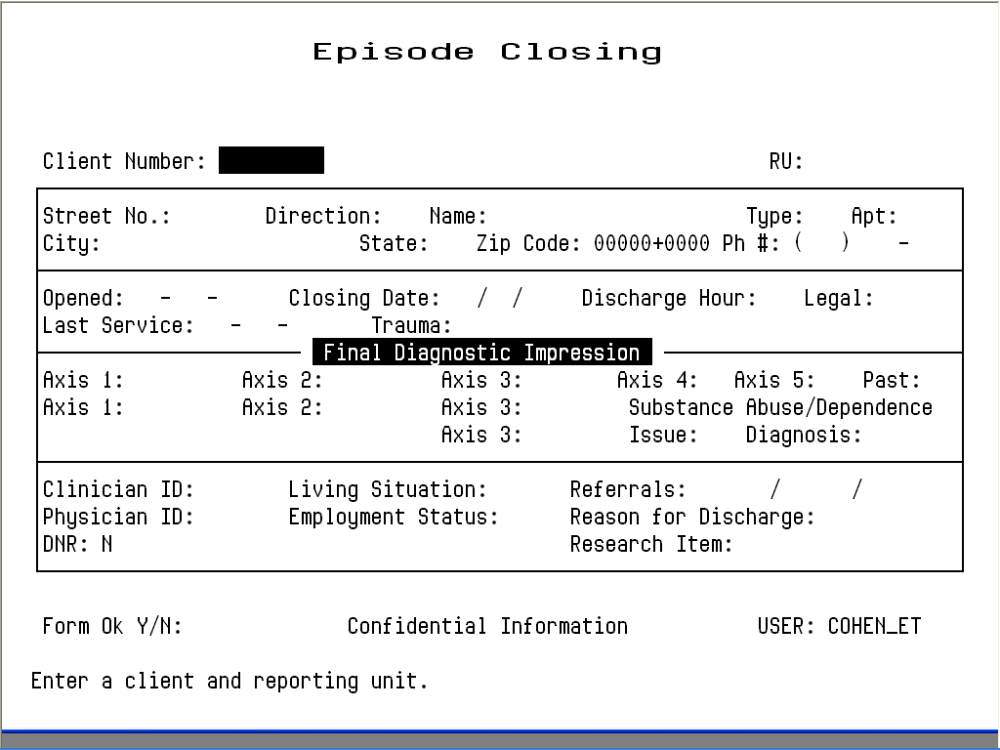 Episode Closing
Client Number: RU:
Street No.: Direction: Name: Type: Apt:
City: State: Zip Code: 00000+0000 Ph #: ( ) -
Opened: - - Closing Date: / / Discharge Hour: Legal:
Last Service: - - Trauma:
Final Diagnostic Impression
Axis 1: Axis 2: Axis 3: Axis 4: Axis 5: Past:
Axis 1: Axis 2: Axis 3: Substance Abuse/Dependence
Axis 3: Issue: Diagnosis:
Clinician ID: Living Situation: Referrals: / /
Physician ID: Employment Status: Reason for Discharge:
DNR: N Research Item:
Form Ok Y/N: Confidential Information USER: COHEN_ET
Enter a client and reporting unit.